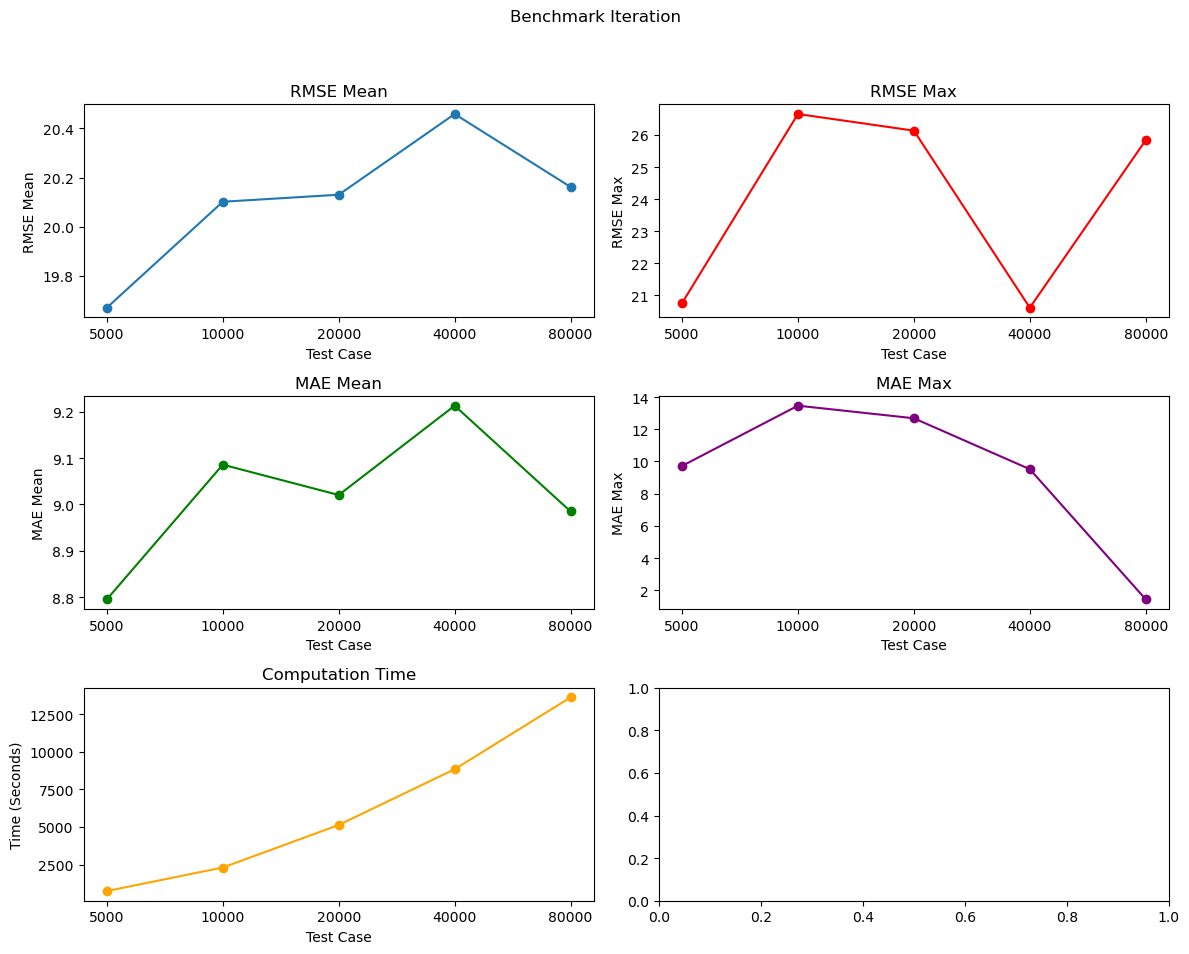 Benchmark Iteration
RMSE Mean
RMSE Mean
20.4
20.2
20.0
19.8
5000 10000 20000 40000 80000
Test Case
RMSE Max
RMSE Max
26
25
24
23
22
21
5000 10000 20000 40000 80000
Test Case
MAE Mean
MAE Mean
9.2
9.1
9.0
8.9
8.8
5000 10000 20000 40000 80000
Test Case
MAE Max
MAE Max
14
12
10
8
6
4
2
5000 10000 20000 40000 80000
Test Case
Computation Time
Time (Seconds)
12500
10000
7500
5000
2500
5000 10000 20000 40000 80000
Test Case
1.0
0.8
0.6
0.4
0.2
0.0
0.0 0.2 0.4 0.6 0.8 1.0